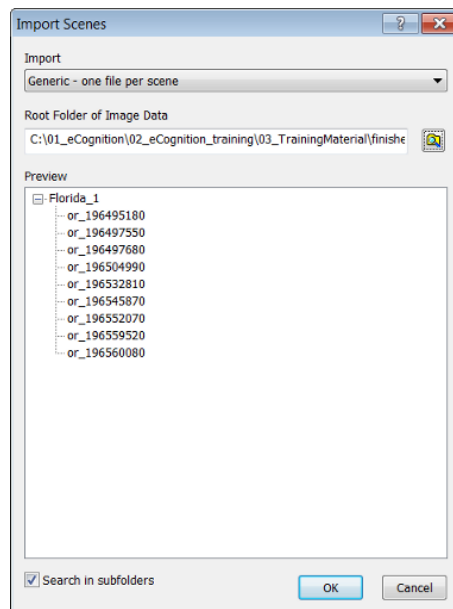 Import Scenes
Import
Generic - one file per scene
Root Folder of Image Data
C:\01_eCognition\02_eCognition_training\03_TrainingMaterial\finishe
Preview
Florida_1
or_196495180
or_196497550
or_196497680
or_196504990
or_196532810
or_196545870
or_196552070
or_196559520
or_196560080
Search in subfolders
OK Cancel